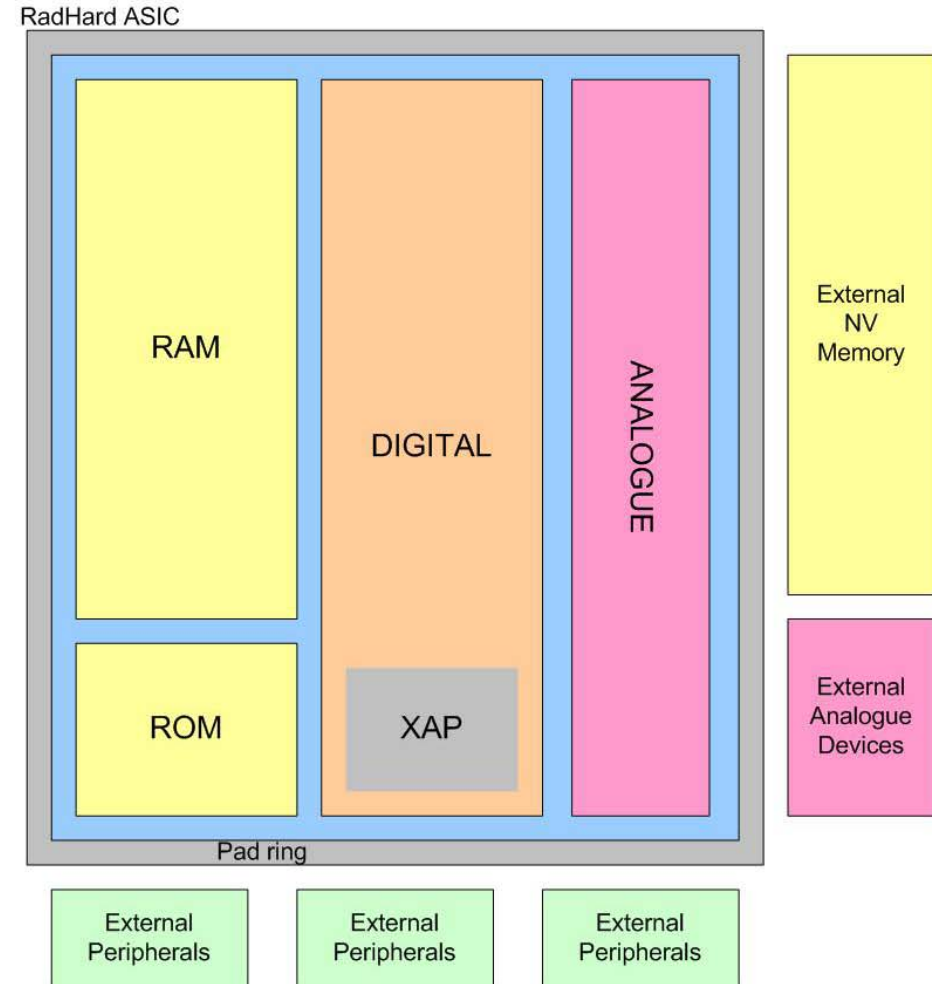 RadHard ASIC
RAM
DIGITAL
ANALOGUE
ROM
XAP
Pad ring
External
NV
Memory
External
Analogue
Devices
External
Peripherals
External
Peripherals
External
Peripherals